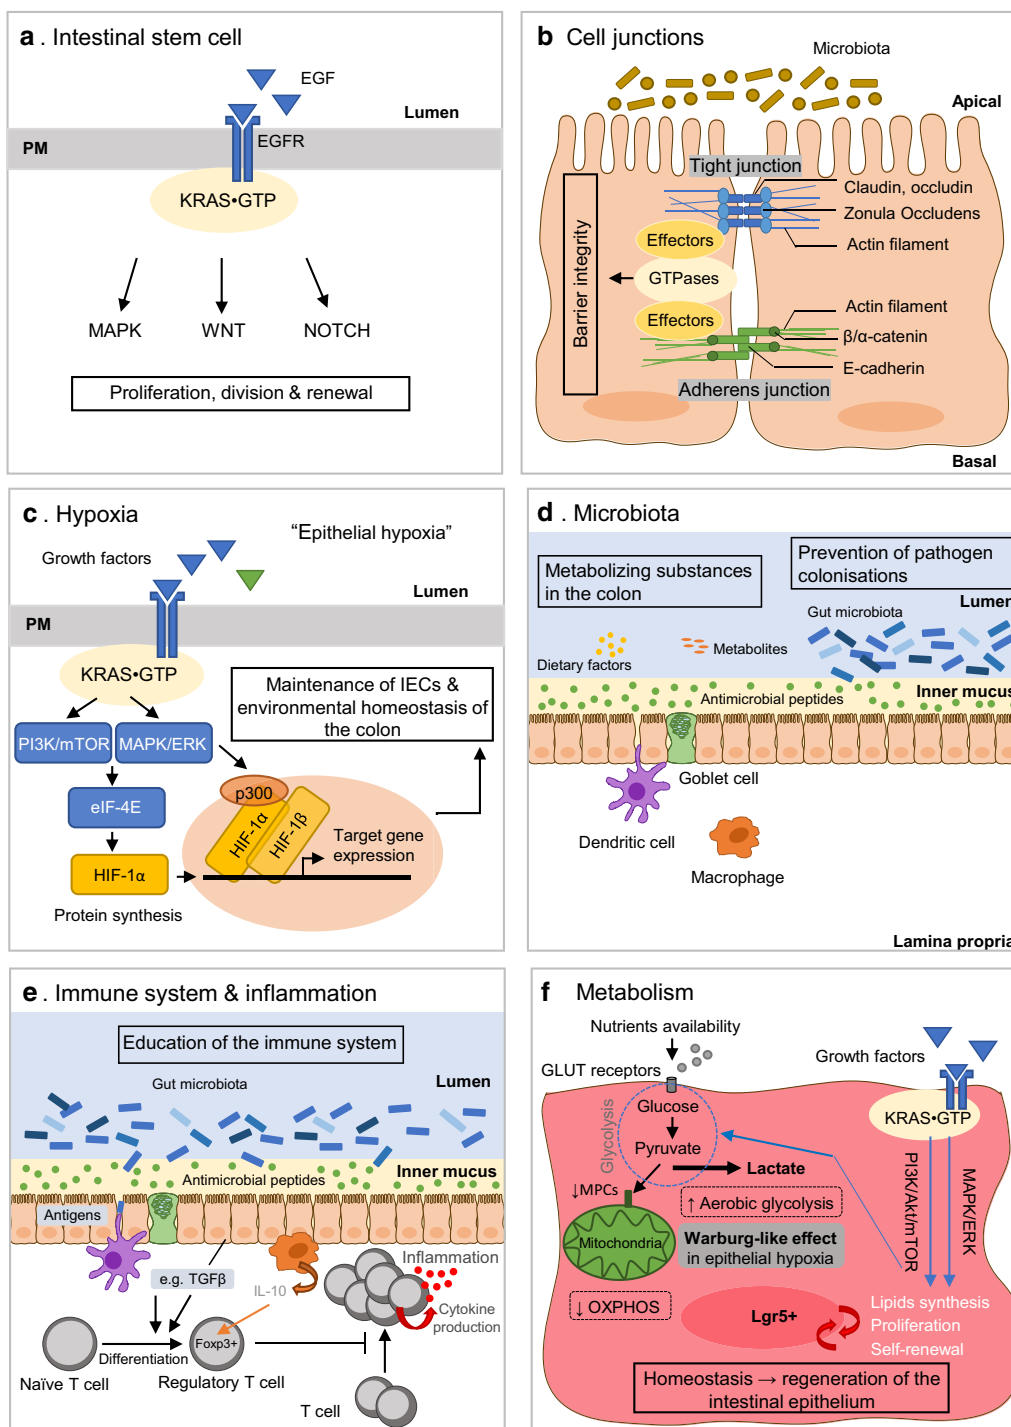 a . Intestinal stem cell
EGF
Lumen
PM
EGFR
KRAS•GTP
MAPK
WNT
NOTCH
Proliferation, division & renewal
b Cell junctions
Microbiota
Apical
Tight junction
Claudin, occludin
Zonula Occludens
Actin filament
Effectors
GTPases
Effectors
Barrier integrity
Actin filament
β/α-catenin
E-cadherin
Adherens junction
Basal
c . Hypoxia
“Epithelial hypoxia”
Growth factors
Lumen
PM
KRAS•GTP
PI3K/mTOR
MAPK/ERK
eIF-4E
HIF-1α
Protein synthesis
p300
HIF-1α
HIF-1β
Target gene
expression
Maintenance of IECs &
environmental homeostasis of
the colon
d . Microbiota
Metabolizing substances
in the colon
Prevention of pathogen
colonisations
Lumen
Gut microbiota
Dietary factors
Metabolites
Inner mucus
Antimicrobial peptides
Goblet cell
Dendritic cell
Macrophage
Lamina propria
e . Immune system & inflammation
Education of the immune system
Lumen
Gut microbiota
Inner mucus
Antimicrobial peptides
Antigens
e.g. TGFβ
IL-10
Inflammation
Cytokine
production
Foxp3+
Differentiation
Naïve T cell
Regulatory T cell
T cell
f Metabolism
Nutrients availability
GLUT receptors
Growth factors
KRAS•GTP
Glycolysis
Glucose
Pyruvate
Lactate
↓MPCs
Mitochondria
↑ Aerobic glycolysis
Warburg-like effect
in epithelial hypoxia
↓ OXPHOS
PI3K/Akt/mTOR
MAPK/ERK
Lgr5+
Lipids synthesis
Proliferation
Self-renewal
Homeostasis → regeneration of the
intestinal epithelium